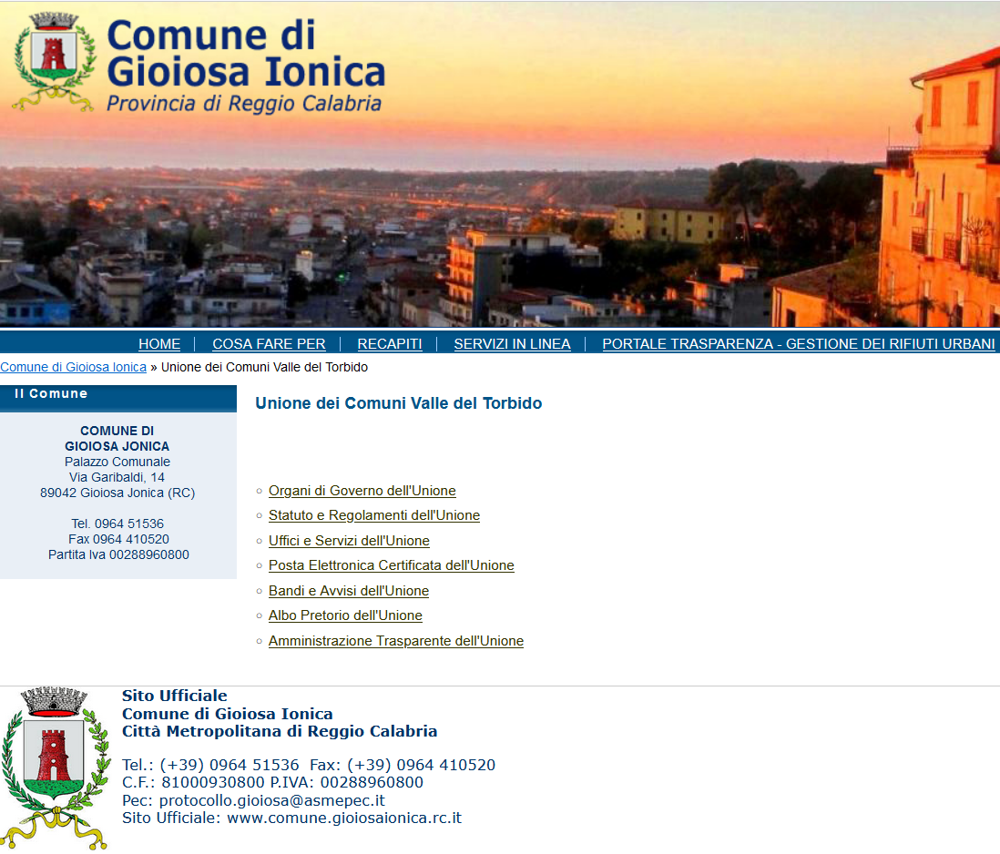 Comune di
Gioiosa Ionica
Provincia di Reggio Calabria
HOME
COSA FARE PER
RECAPITI
SERVIZI IN LINEA
PORTALE TRASPARENZA - GESTIONE DEI RIFIUTI URBANI
Comune di Gioiosa Ionica » Unione dei Comuni Valle del Torbido
Il Comune
COMUNE DI
GIOIOSA JONICA
Palazzo Comunale
Via Garibaldi, 14
89042 Gioiosa Jonica (RC)
Tel. 0964 51536
Fax 0964 410520
Partita Iva 00288960800
Unione dei Comuni Valle del Torbido
Organi di Governo dell'Unione
Statuto e Regolamenti dell'Unione
Uffici e Servizi dell'Unione
Posta Elettronica Certificata dell'Unione
Bandi e Avvisi dell'Unione
Albo Pretorio dell'Unione
Amministrazione Trasparente dell'Unione
Sito Ufficiale
Comune di Gioiosa Ionica
Città Metropolitana di Reggio Calabria
Tel.: (+39) 0964 51536 Fax: (+39) 0964 410520
C.F.: 81000930800 P.IVA: 00288960800
Pec: protocollo.gioiosa@asmepec.it
Sito Ufficiale: www.comune.gioiosaionica.rc.it